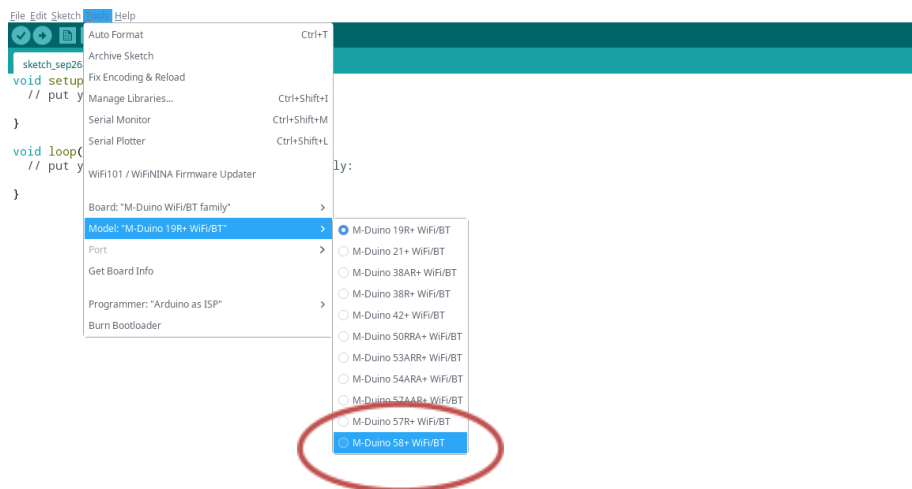 File Edit Sketch Tools Help
sketch_sep26
void setup
// put y
}
void loop(
// put y ly:
}
Auto Format Ctrl+T
Archive Sketch
Fix Encoding & Reload
Manage Libraries... Ctrl+Shift+I
Serial Monitor Ctrl+Shift+M
Serial Plotter Ctrl+Shift+L
WiFi101 / WiFiNINA Firmware Updater
Board: "M-Duino WiFi/BT family"
Model: "M-Duino 19R+ WiFi/BT"
Port
Get Board Info
Programmer: "Arduino as ISP"
Burn Bootloader
M-Duino 19R+ WiFi/BT
M-Duino 21+ WiFi/BT
M-Duino 38AR+ WiFi/BT
M-Duino 38R+ WiFi/BT
M-Duino 42+ WiFi/BT
M-Duino 50RRA+ WiFi/BT
M-Duino 53ARR+ WiFi/BT
M-Duino 54ARA+ WiFi/BT
M-Duino 57AAR+ WiFi/BT
M-Duino 57R+ WiFi/BT
M-Duino 58+ WiFi/BT